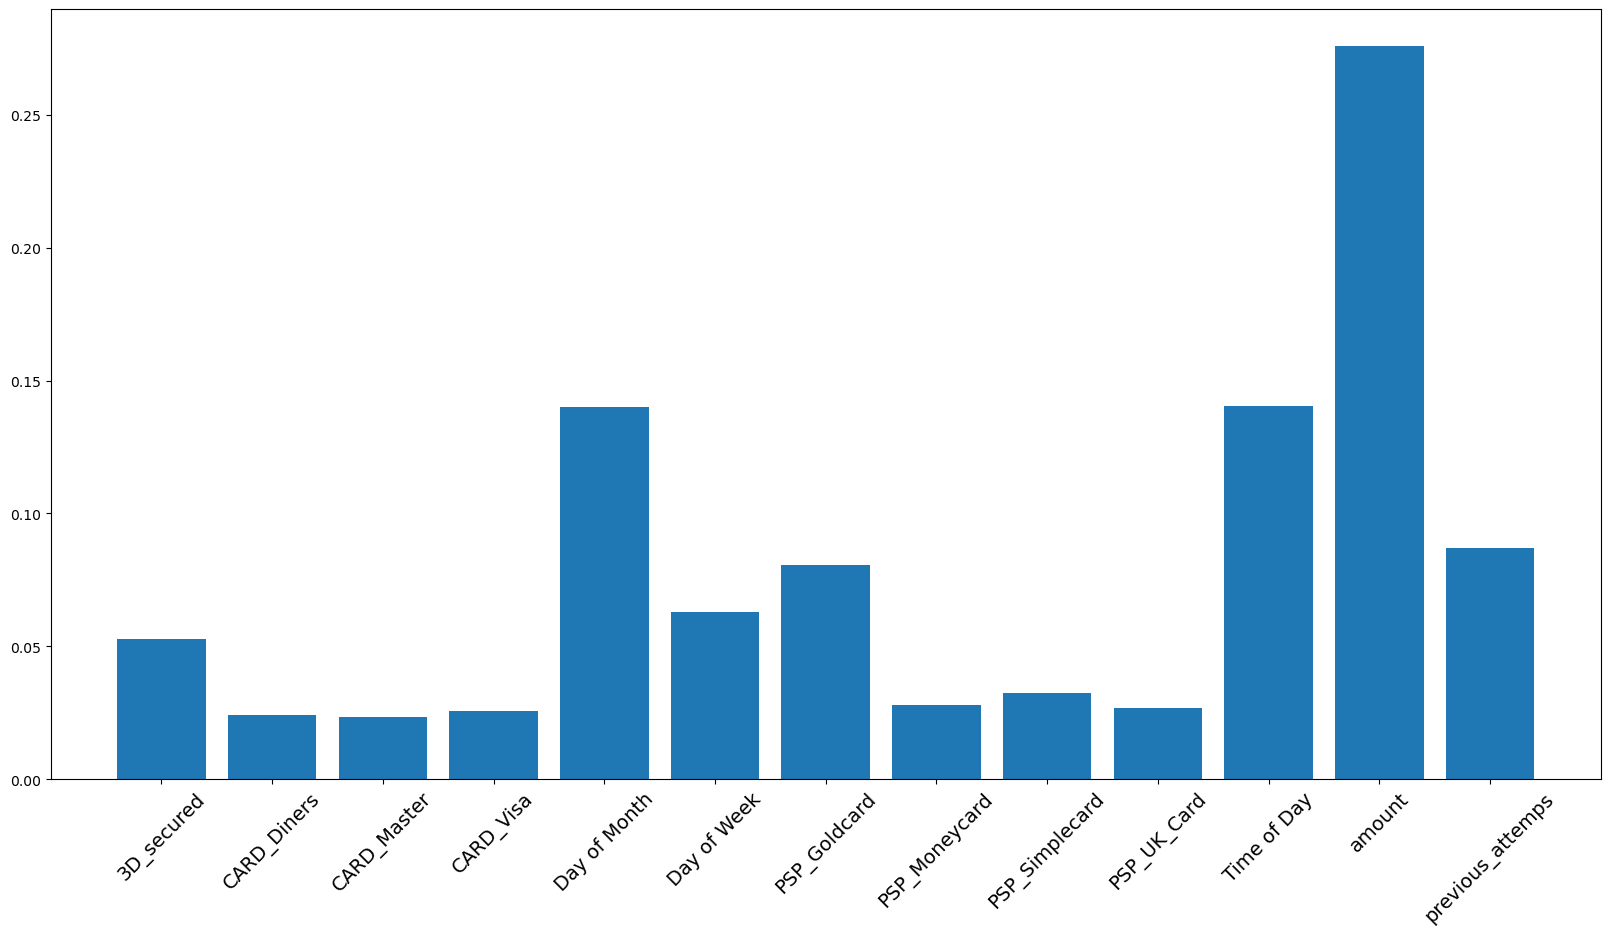 0.25
0.20
0.15
0.10
0.05
0.00
3D_secured
CARD_Diners
CARD_Master
CARD_Visa
Day of Month
Day of Week
PSP_Goldcard
PSP_Moneycard
PSP_Simplecard
PSP_UK_Card
Time of Day
amount
previous_attemps